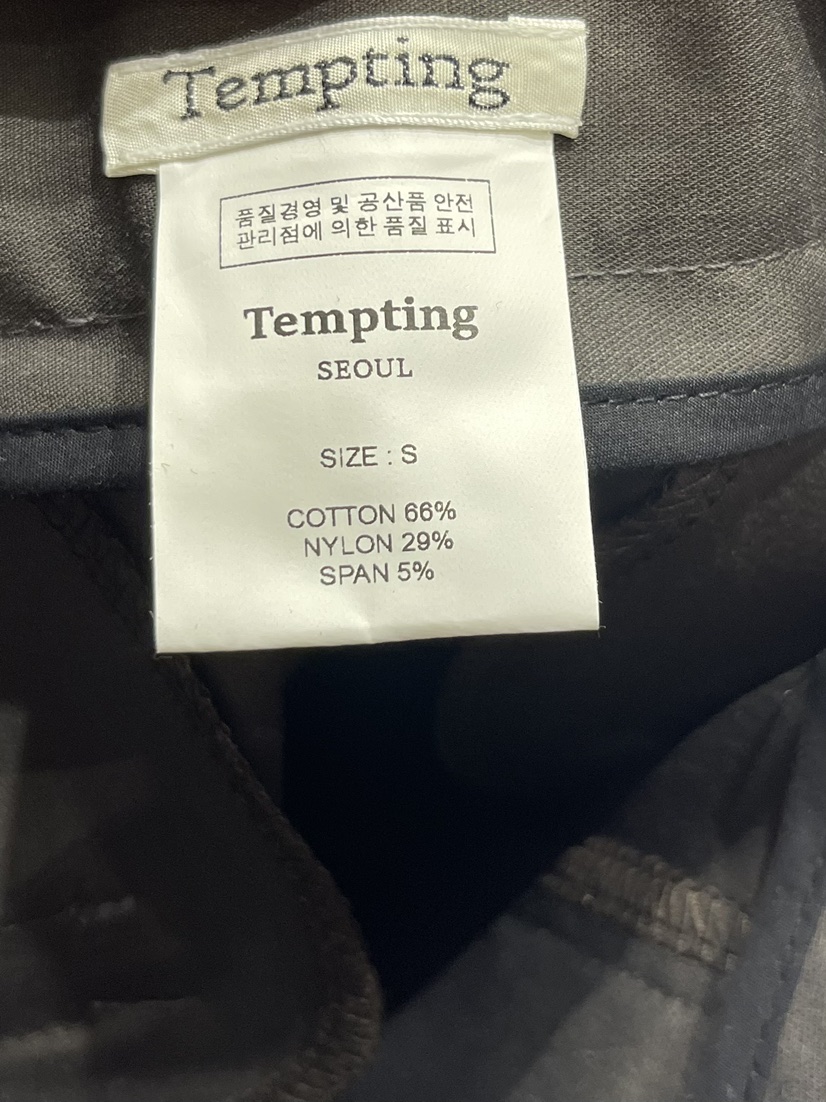 Tempting
품질경영 및 공산품 안전
관리점에 의한 품질 표시
Tempting
SEOUL
SIZE : S
COTTON 66%
NYLON 29%
SPAN 5%